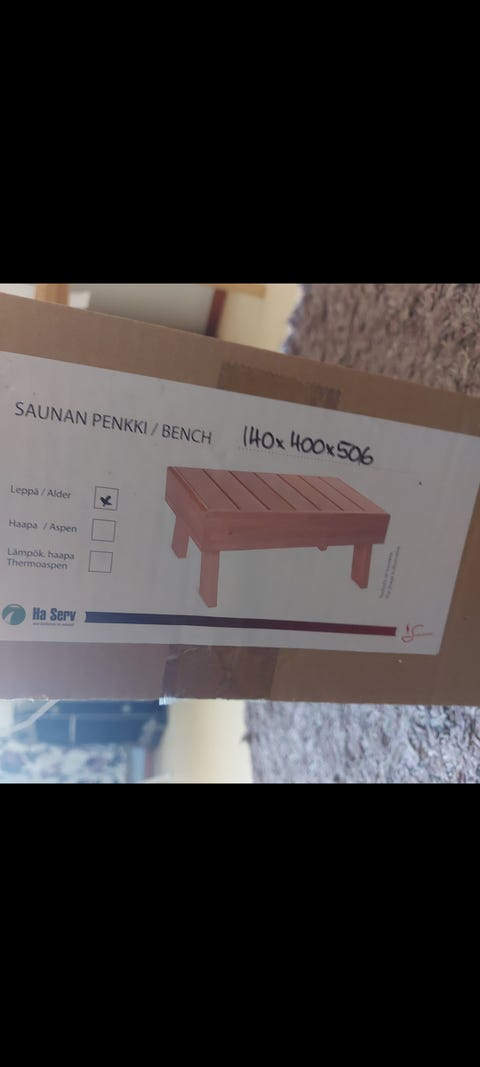 SAUNAN PENKKI / BENCH 140x400x506
Leppä / Alder
Haapa / Aspen
Lämpök. haapa
Thermoaspen
Ha Serv